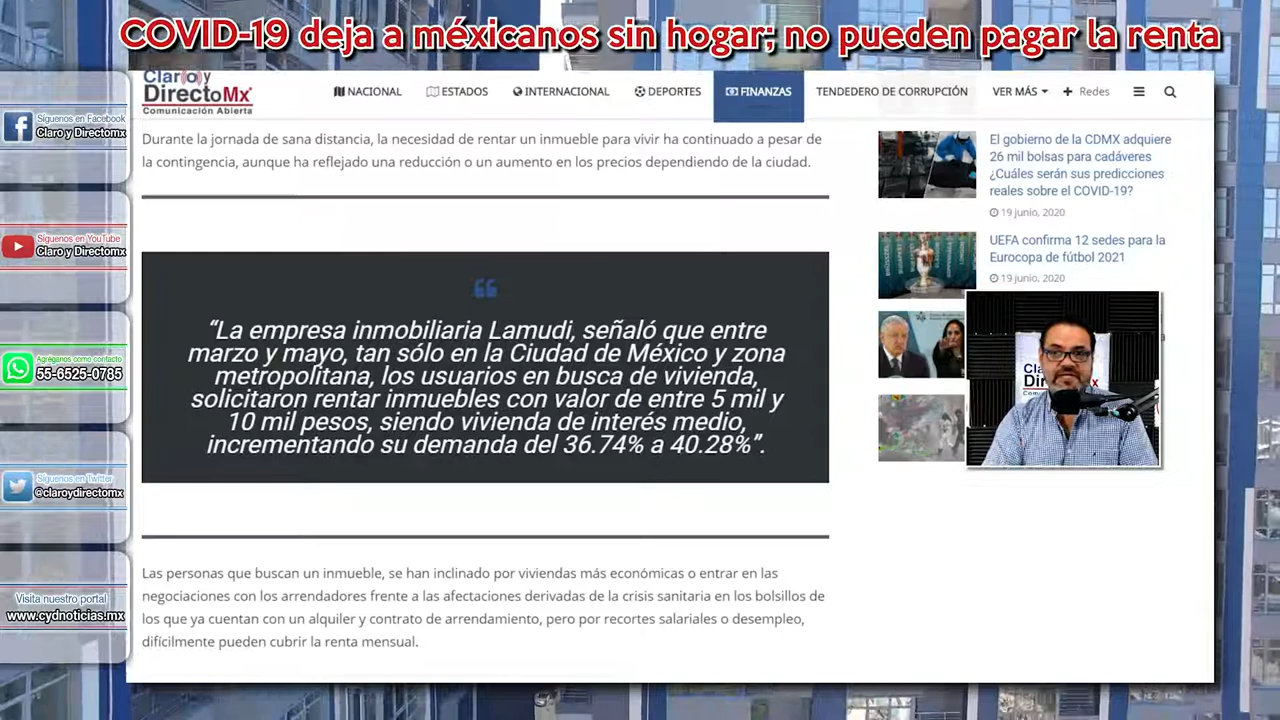 COVID-19 deja a méxicanos sin hogar; no pueden pagar la renta
Claro y
DirectoMx
Comunicación Abierta
NACIONAL
ESTADOS
INTERNACIONAL
DEPORTES
FINANZAS
TENDEDERO DE CORRUPCIÓN
VER MÁS
Redes
Síguenos en Facebook
Claro y Directomx
Síguenos en YouTube
Claro y Directomx
Agréganos como contacto
55-6525-0785
Síguenos en Twitter
@claroydirectomx
Visita nuestro portal
www.cydnoticias.mx
Durante la jornada de sana distancia, la necesidad de rentar un inmueble para vivir ha continuado a pesar de
la contingencia, aunque ha reflejado una reducción o un aumento en los precios dependiendo de la ciudad.
“La empresa inmobiliaria Lamudi, señaló que entre
marzo y mayo, tan sólo en la Ciudad de México y zona
metropolitana, los usuarios en busca de vivienda,
solicitaron rentar inmuebles con valor de entre 5 mil y
10 mil pesos, siendo vivienda de interés medio,
incrementando su demanda del 36.74% a 40.28%”.
Las personas que buscan un inmueble, se han inclinado por viviendas más económicas o entrar en las
negociaciones con los arrendadores frente a las afectaciones derivadas de la crisis sanitaria en los bolsillos de
los que ya cuentan con un alquiler y contrato de arrendamiento, pero por recortes salariales o desempleo,
difícilmente pueden cubrir la renta mensual.
El gobierno de la CDMX adquiere
26 mil bolsas para cadáveres
¿Cuáles serán sus predicciones
reales sobre el COVID-19?
19 junio, 2020
UEFA confirma 12 sedes para la
Eurocopa de fútbol 2021
19 junio, 2020